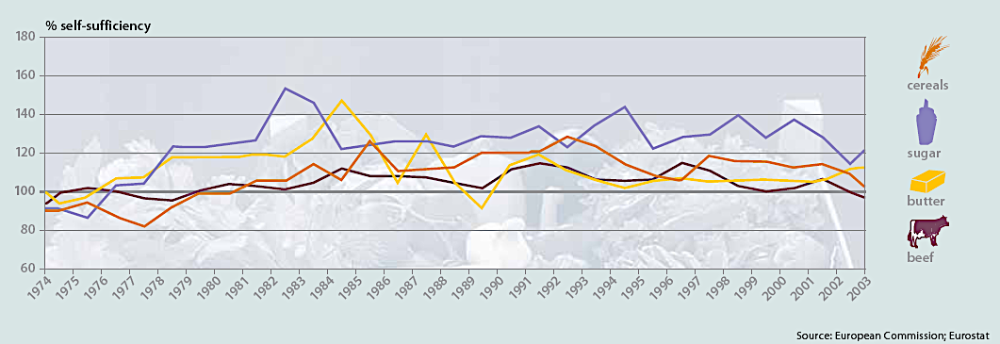 % self-sufficiency
180
160
140
120
100
80
60
1974 1975 1976 1977 1978 1979 1980 1981 1982 1983 1984 1985 1986 1987 1988 1989 1990 1991 1992 1993 1994 1995 1996 1997 1998 1999 2000 2001 2002 2003
cereals
sugar
butter
beef
Source: European Commission; Eurostat